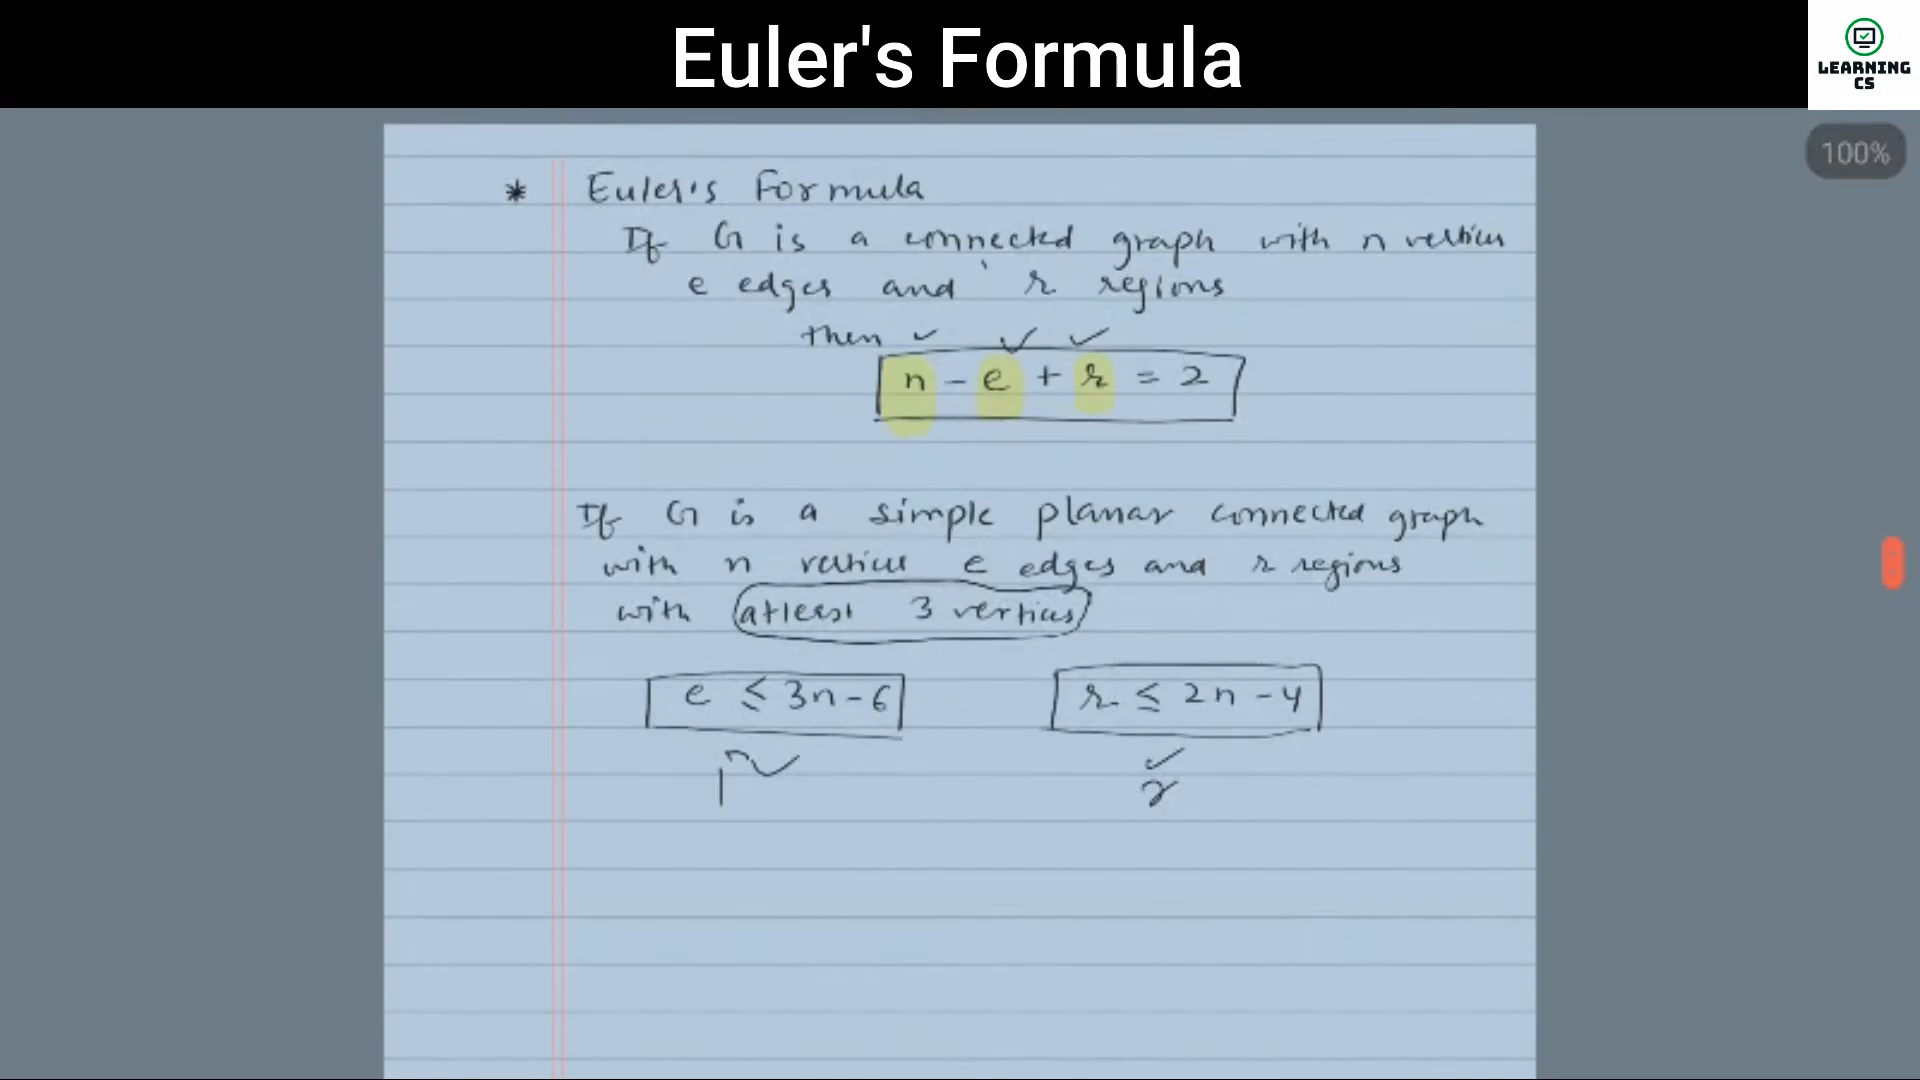 Euler's Formula
LEARNING
CS
100%
* Euler's Formula
If G is a connected graph with n vertices
e edges and r regions
then
n - e + r = 2
If G is a simple planar connected graph
with n vertices e edges and r regions
with atleast 3 vertices
e ≤ 3n-6 r ≤ 2n-4
n r